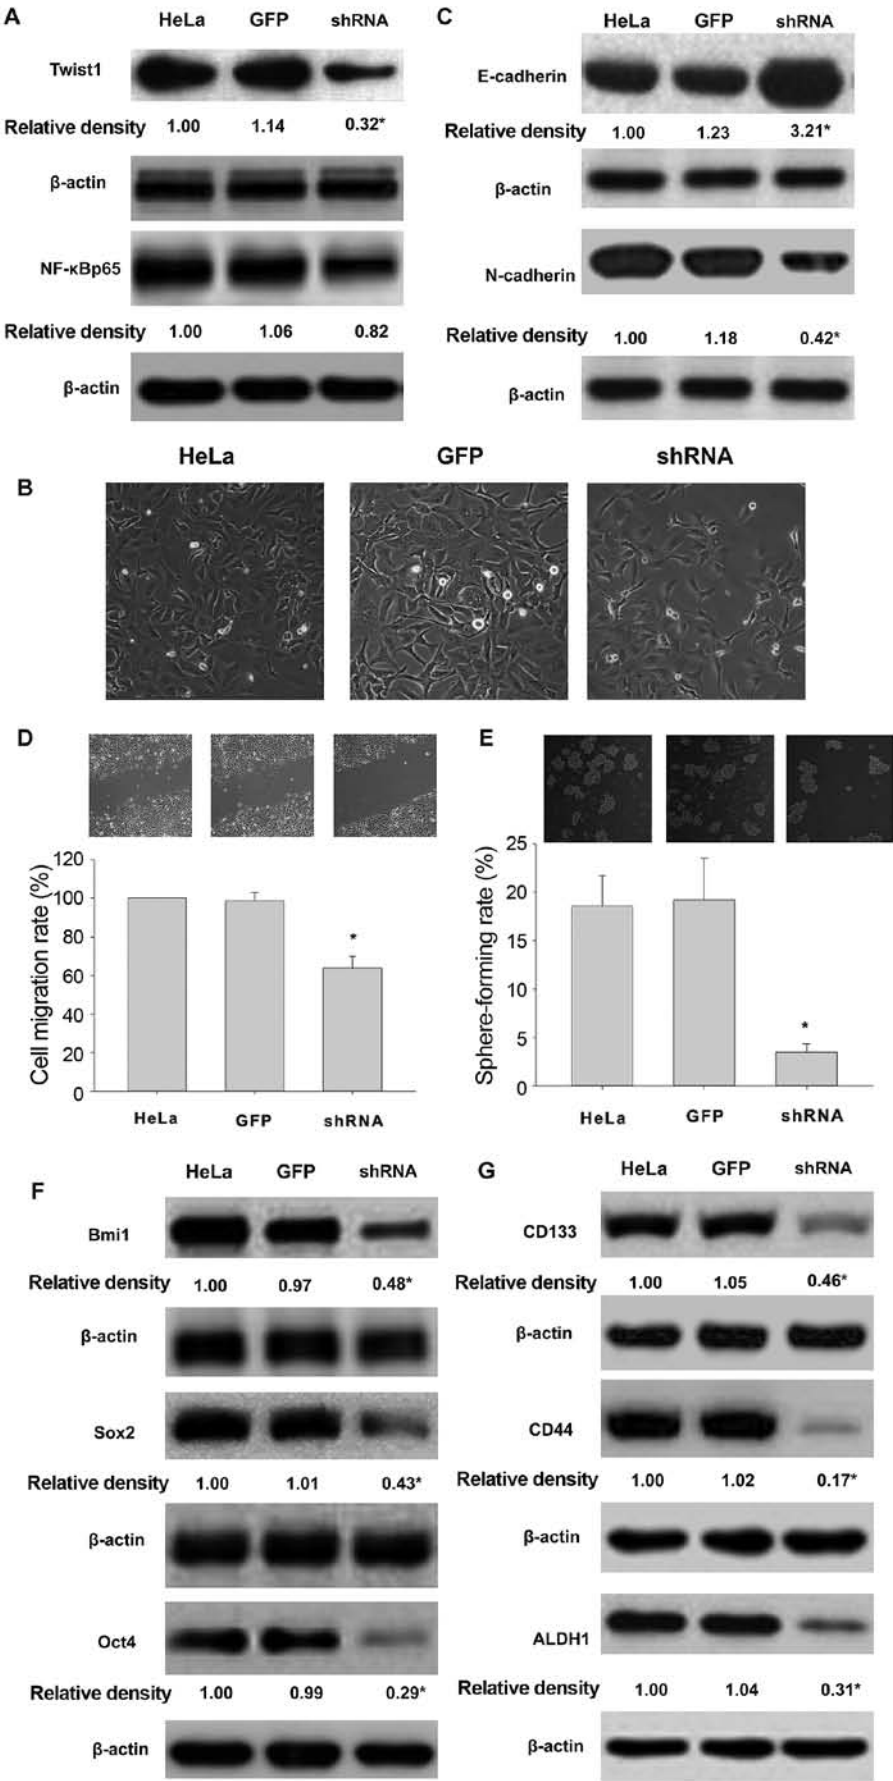 A
HeLa GFP shRNA
Twist1
Relative density 1.00 1.14 0.32*
β-actin
NF-κBp65
Relative density 1.00 1.06 0.82
β-actin
C
HeLa GFP shRNA
E-cadherin
Relative density 1.00 1.23 3.21*
β-actin
N-cadherin
Relative density 1.00 1.18 0.42*
β-actin
B
HeLa GFP shRNA
D
Cell migration rate (%)
120
100
80
60
40
20
0
*
HeLa GFP shRNA
E
Sphere-forming rate (%)
25
20
15
10
5
0
*
HeLa GFP shRNA
F
HeLa GFP shRNA
Bmi1
Relative density 1.00 0.97 0.48*
β-actin
Sox2
Relative density 1.00 1.01 0.43*
β-actin
Oct4
Relative density 1.00 0.99 0.29*
β-actin
G
HeLa GFP shRNA
CD133
Relative density 1.00 1.05 0.46*
β-actin
CD44
Relative density 1.00 1.02 0.17*
β-actin
ALDH1
Relative density 1.00 1.04 0.31*
β-actin